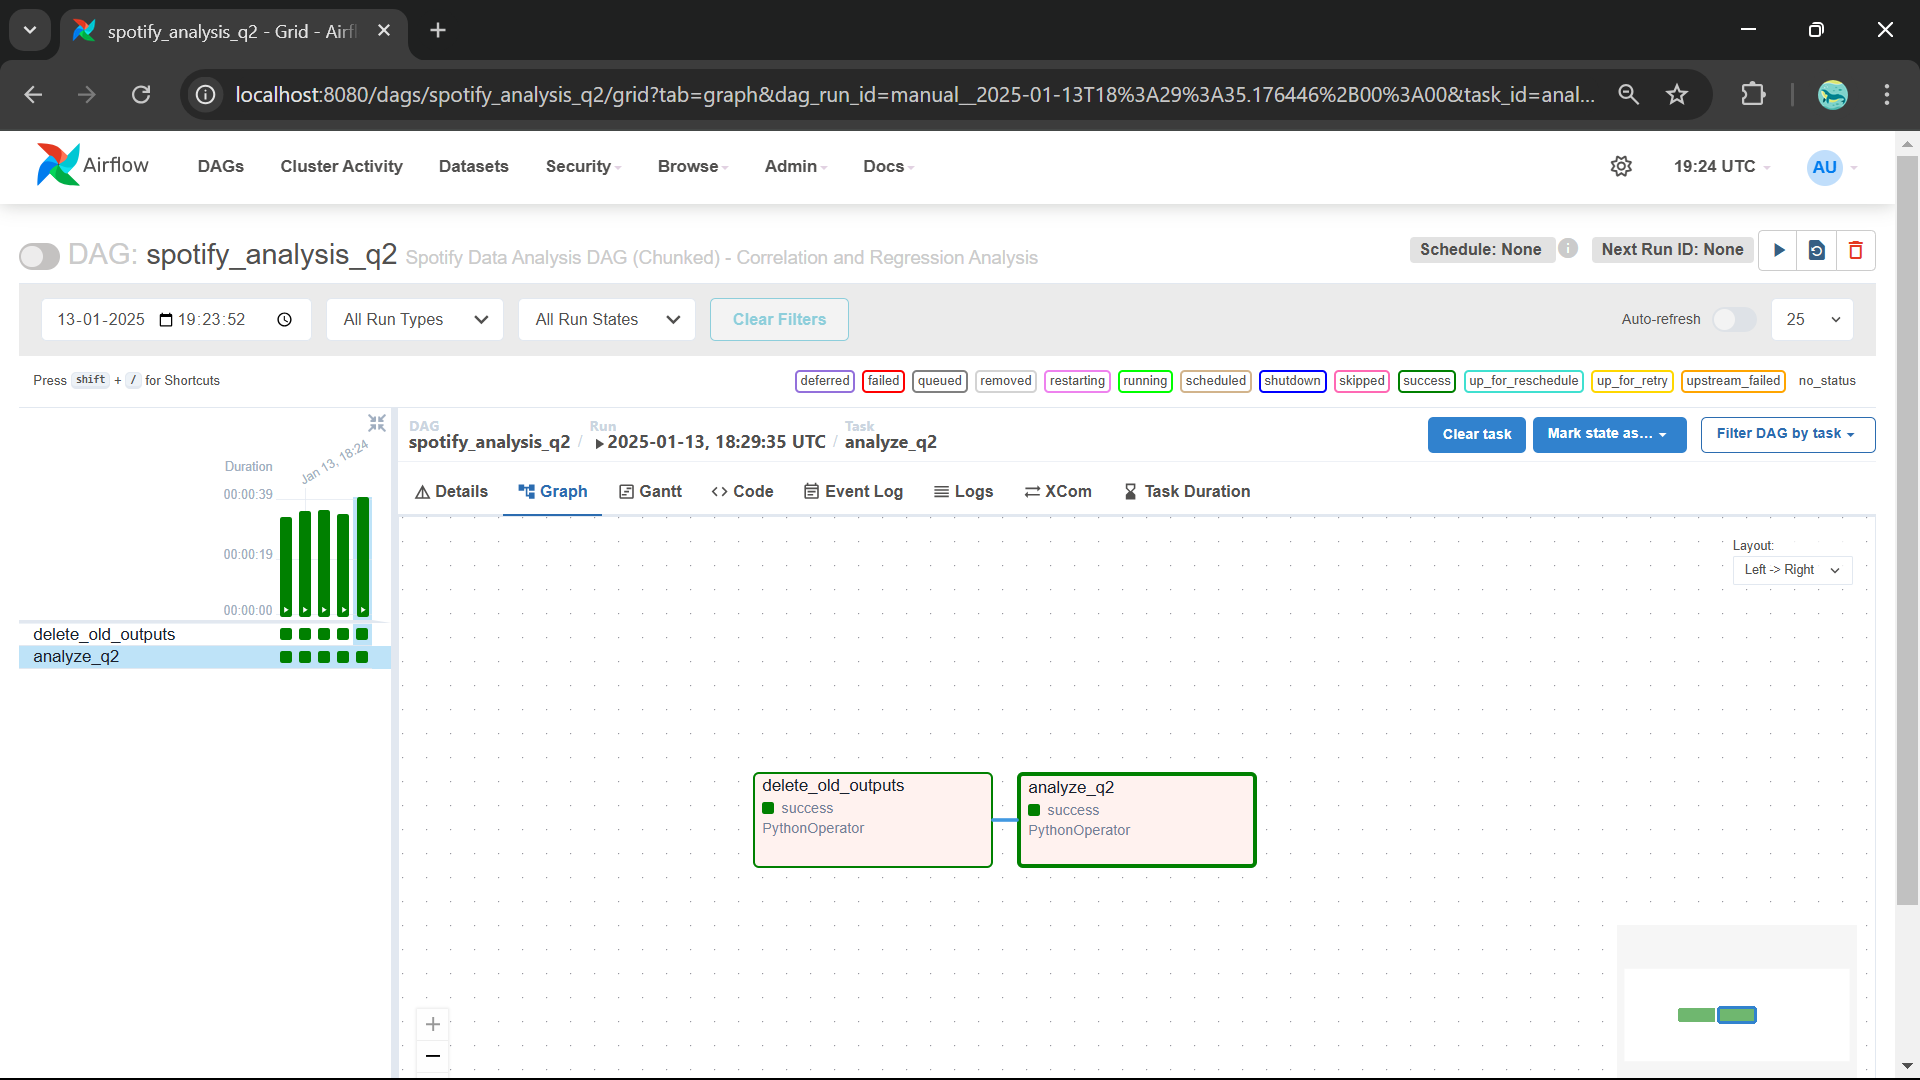 spotify_analysis_q2 - Grid - Airf
localhost:8080/dags/spotify_analysis_q2/grid?tab=graph&dag_run_id=manual__2025-01-13T18%3A29%3A35.176446%2B00%3A00&task_id=anal...
Airflow DAGs Cluster Activity Datasets Security Browse Admin Docs 19:24 UTC AU
DAG: spotify_analysis_q2 Spotify Data Analysis DAG (Chunked) - Correlation and Regression Analysis Schedule: None Next Run ID: None
13-01-2025 19:23:52 All Run Types All Run States Clear Filters Auto-refresh 25
Press shift + / for Shortcuts deferred failed queued removed restarting running scheduled shutdown skipped success up_for_reschedule up_for_retry upstream_failed no_status
DAG Run Task
spotify_analysis_q2 / 2025-01-13, 18:29:35 UTC / analyze_q2
Clear task Mark state as... Filter DAG by task
Jan 13, 18:24
Duration
00:00:39
00:00:19
00:00:00
delete_old_outputs
analyze_q2
Details Graph Gantt <> Code Event Log Logs XCom Task Duration
Layout:
Left -> Right
delete_old_outputs
success
PythonOperator
analyze_q2
success
PythonOperator